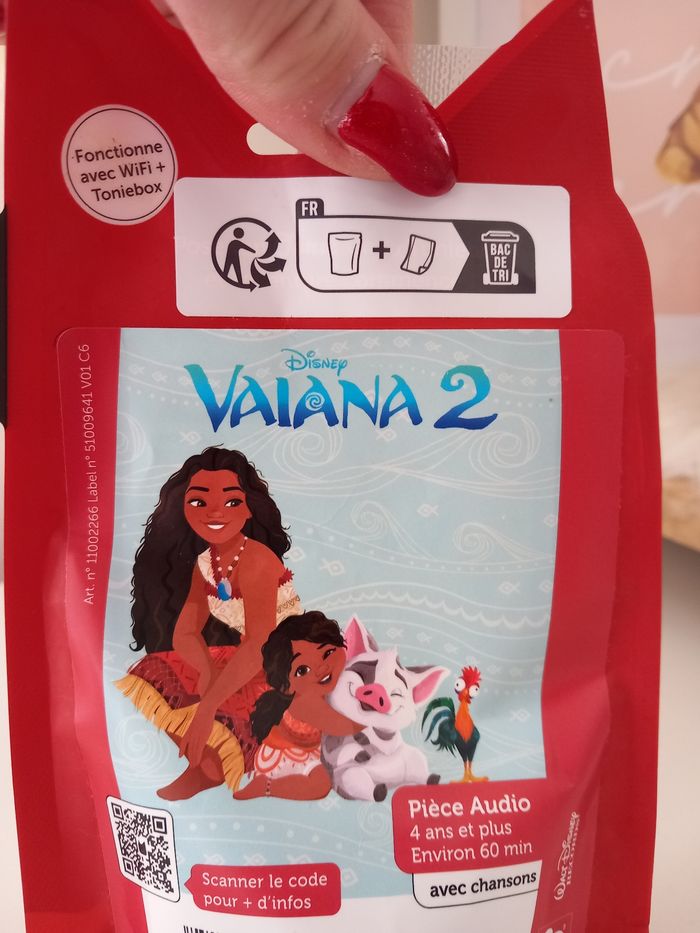 Fonctionne
avec WiFi +
Toniebox
FR
+
BAC
DE
TRI
Art. n° 11002266 Label n° 51009641 V01 C6
Disney
VAIANA 2
Pièce Audio
4 ans et plus
Environ 60 min
avec chansons
Scanner le code
pour + d'infos